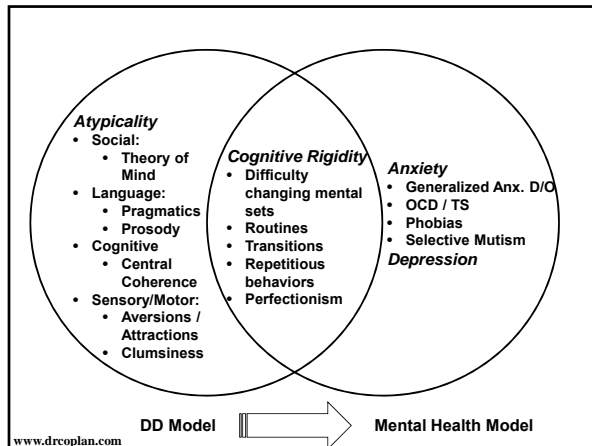 Atypicality
• Social:
• Theory of
Mind
• Language:
• Pragmatics
• Prosody
• Cognitive
• Central
Coherence
• Sensory/Motor:
• Aversions /
Attractions
• Clumsiness
Cognitive Rigidity
• Difficulty
changing mental
sets
• Routines
• Transitions
• Repetitious
behaviors
• Perfectionism
Anxiety
• Generalized Anx. D/O
• OCD / TS
• Phobias
• Selective Mutism
Depression
DD Model
Mental Health Model
www.drcoplan.com